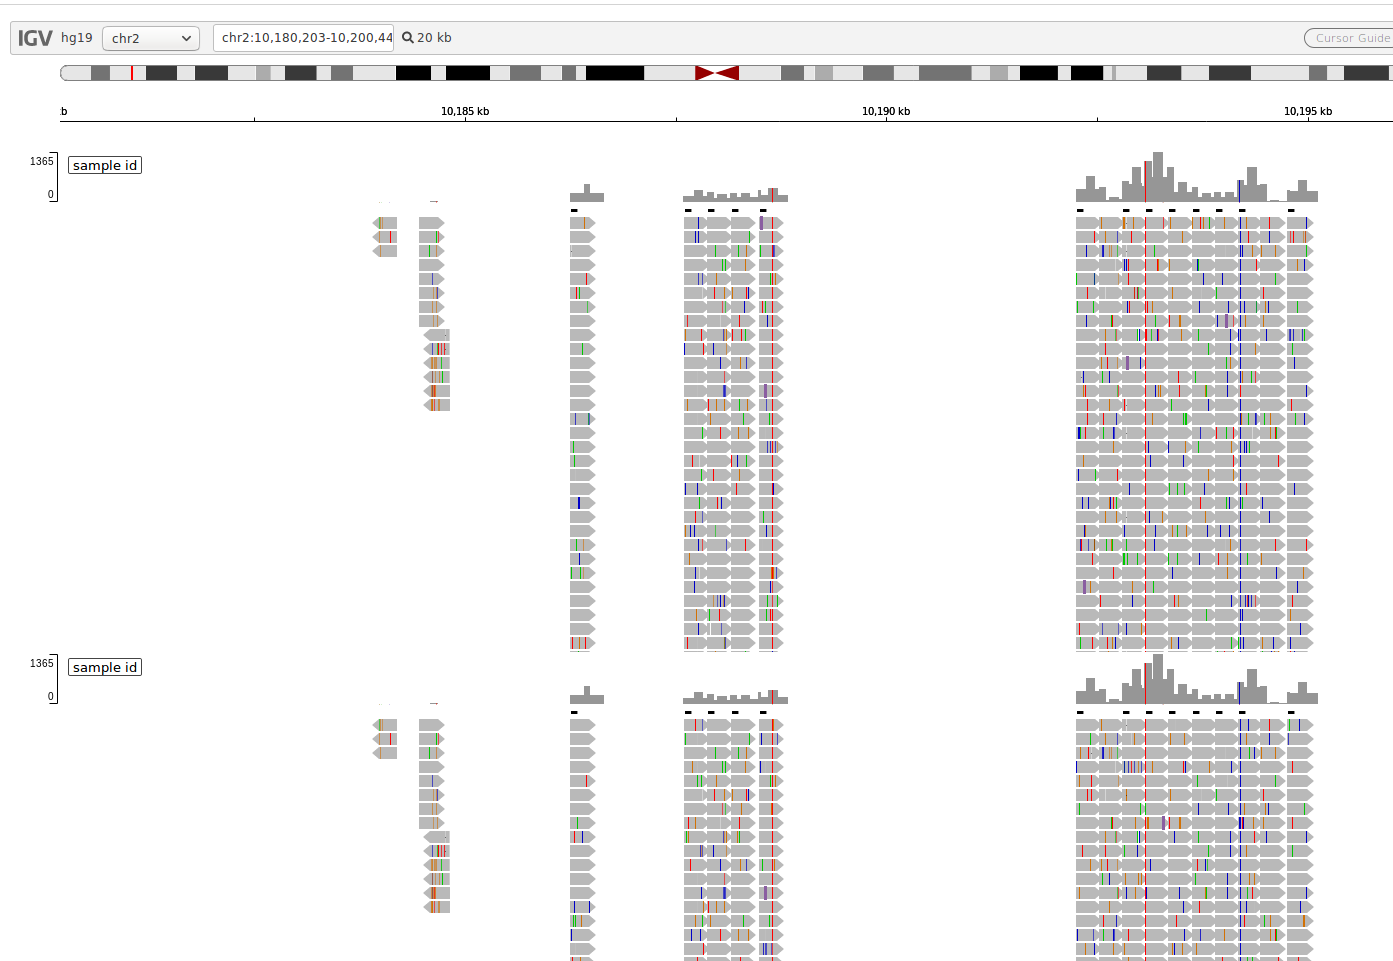 IGV hg19 chr2 chr2:10,180,203-10,200,44 20 kb Cursor Guide
b 10,185 kb 10,190 kb 10,195 kb
1365 sample id
0
1365 sample id
0